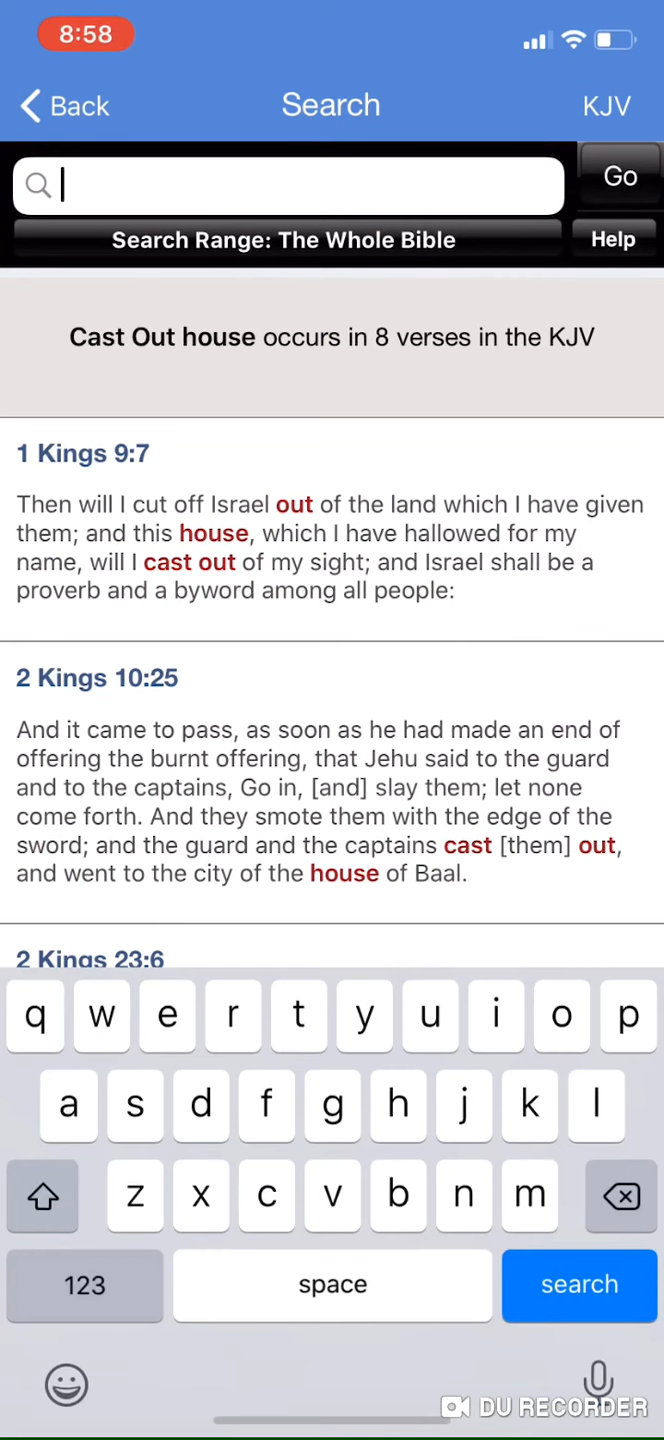 8:58
Back
Search
KJV
Go
Search Range: The Whole Bible
Help
Cast Out house occurs in 8 verses in the KJV
1 Kings 9:7
Then will I cut off Israel out of the land which I have given
them; and this house, which I have hallowed for my
name, will I cast out of my sight; and Israel shall be a
proverb and a byword among all people:
2 Kings 10:25
And it came to pass, as soon as he had made an end of
offering the burnt offering, that Jehu said to the guard
and to the captains, Go in, [and] slay them; let none
come forth. And they smote them with the edge of the
sword; and the guard and the captains cast [them] out,
and went to the city of the house of Baal.
2 Kings 23:6
q w e r t y u i o p
a s d f g h j k l
z x c v b n m
123 space search
DU RECORDER